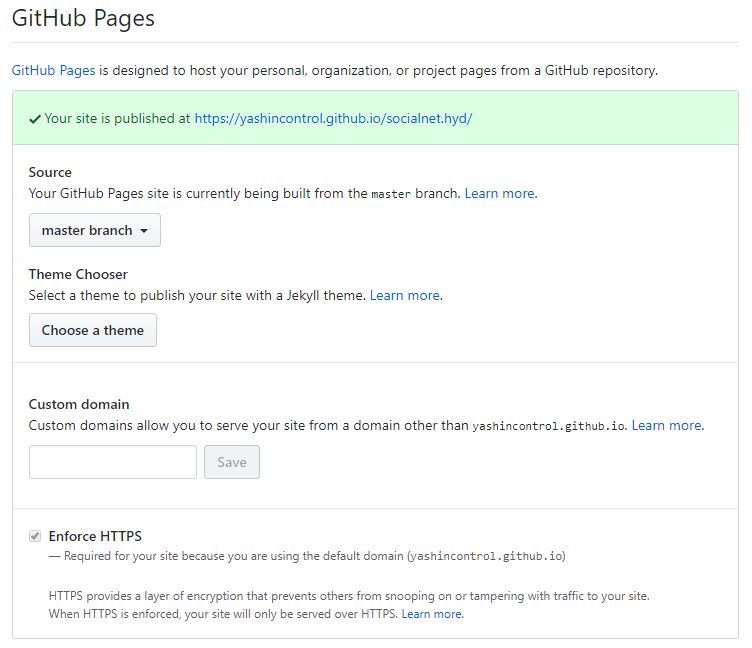 GitHub Pages
GitHub Pages is designed to host your personal, organization, or project pages from a GitHub repository.
Your site is published at https://yashincontrol.github.io/socialnet.hyd/
Source
Your GitHub Pages site is currently being built from the master branch. Learn more.
master branch
Theme Chooser
Select a theme to publish your site with a Jekyll theme. Learn more.
Choose a theme
Custom domain
Custom domains allow you to serve your site from a domain other than yashincontrol.github.io. Learn more.
Save
Enforce HTTPS
— Required for your site because you are using the default domain (yashincontrol.github.io)
HTTPS provides a layer of encryption that prevents others from snooping on or tampering with traffic to your site.
When HTTPS is enforced, your site will only be served over HTTPS. Learn more.